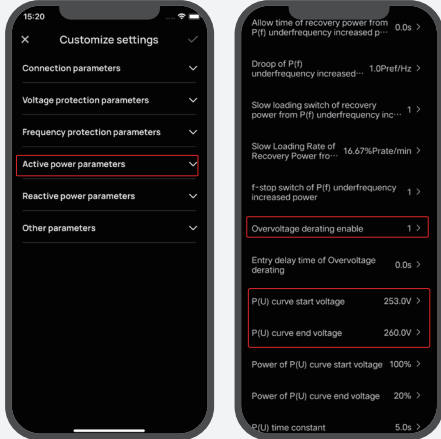 15:20
Customize settings
Connection parameters
Voltage protection parameters
Frequency protection parameters
Active power parameters
Reactive power parameters
Other parameters
Allow time of recovery power from
P(f) underfrequency increased p··· 0.0s
Droop of P(f)
underfrequency increased··· 1.0Pref/Hz
Slow loading switch of recovery
power from P(f) underfrequency inc··· 1
Slow Loading Rate of
Recovery Power fro··· 16.67%Prate/min
f-stop switch of P(f) underfrequency
increased power 1
Overvoltage derating enable 1
Entry delay time of Overvoltage
derating 0.0s
P(U) curve start voltage 253.0V
P(U) curve end voltage 260.0V
Power of P(U) curve start voltage 100%
Power of P(U) curve end voltage 20%
P(U) time constant 5.0s